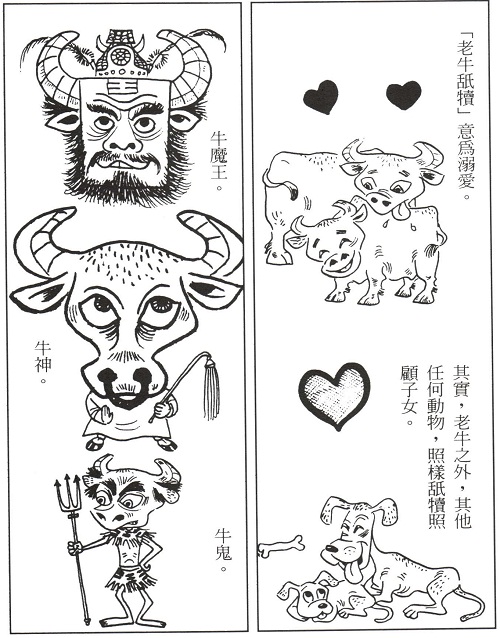 「老牛舐犢」意為溺愛。
其實，老牛之外，其他
任何動物，照樣舐犢照
顧子女。
牛魔王。
牛神。
牛鬼。